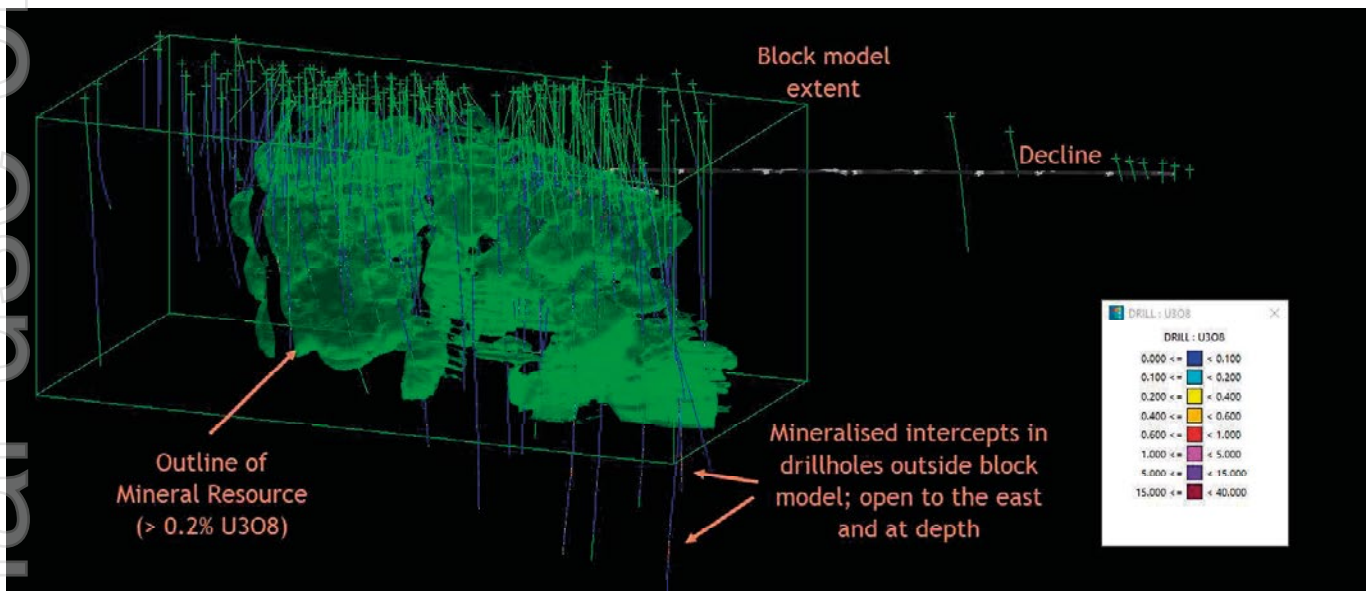 Block model
extent
Decline
DRILL : U3O8
DRILL : U3O8
0.000 <= < 0.100
0.100 <= < 0.200
0.200 <= < 0.400
0.400 <= < 0.600
0.600 <= < 1.000
1.000 <= < 5.000
5.000 <= < 15.000
15.000 <= < 40.000
Outline of
Mineral Resource
(> 0.2% U3O8)
Mineralised intercepts in
drillholes outside block
model; open to the east
and at depth